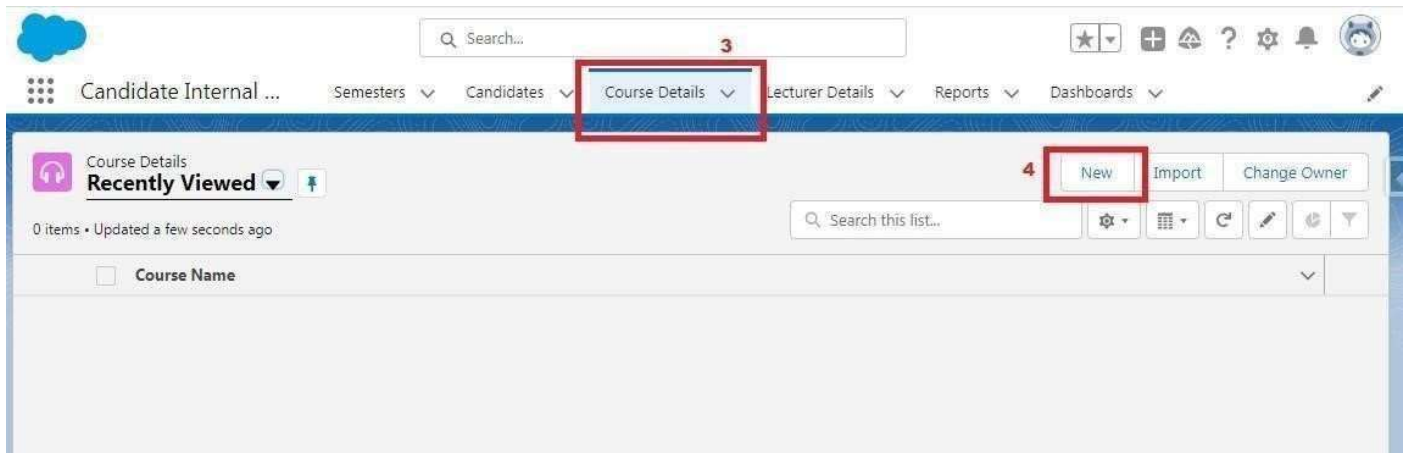 Search...
3
Candidate Internal ... Semesters Candidates Course Details Lecturer Details Reports Dashboards
Course Details
Recently Viewed
4 New Import Change Owner
0 items • Updated a few seconds ago
Search this list...
Course Name